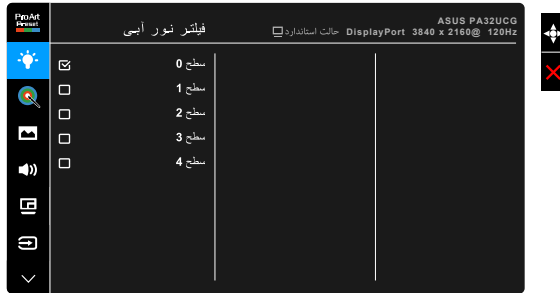 ProArt
Preset
فیلتر نور آبی
ASUS PA32UCG
حالت استاندارد DisplayPort 3840 x 2160@ 120Hz
سطح 0
سطح 1
سطح 2
سطح 3
سطح 4